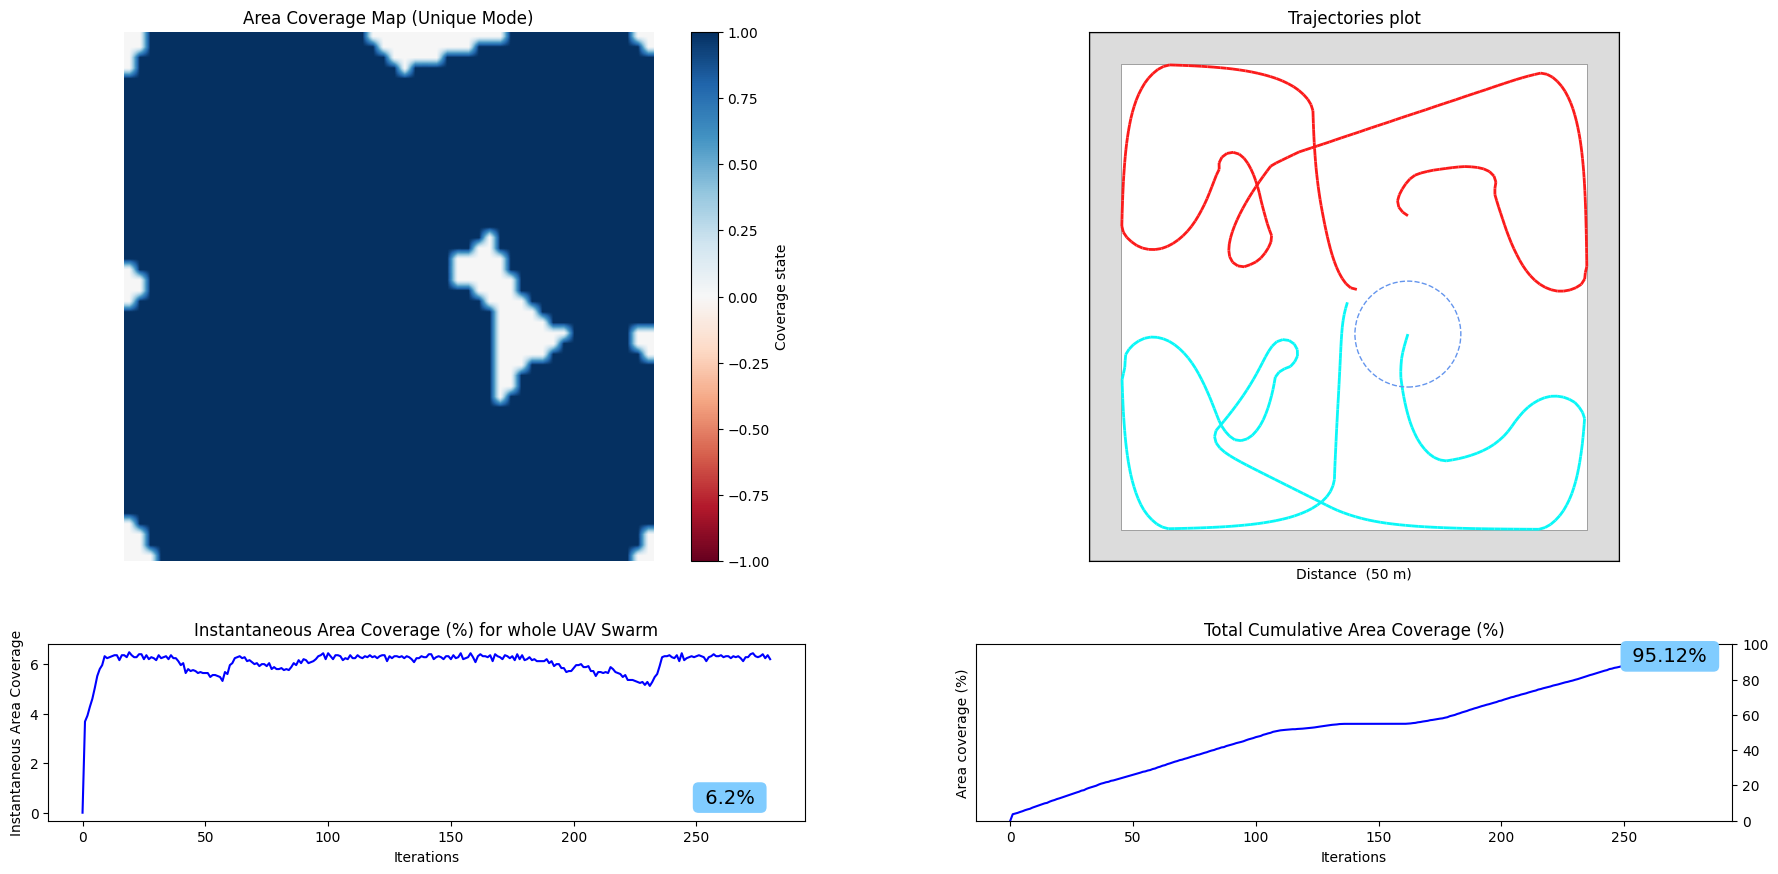 Area Coverage Map (Unique Mode)
1.00
0.75
0.50
0.25
0.00
−0.25
−0.50
−0.75
−1.00
Coverage state
Trajectories plot
Distance  (50 m)
Instantaneous Area Coverage (%) for whole UAV Swarm
Instantaneous Area Coverage
6
4
2
0
6.2%
0 50 100 150 200 250
Iterations
Total Cumulative Area Coverage (%)
Area coverage (%)
95.12%
100
80
60
40
20
0
0 50 100 150 200 250
Iterations